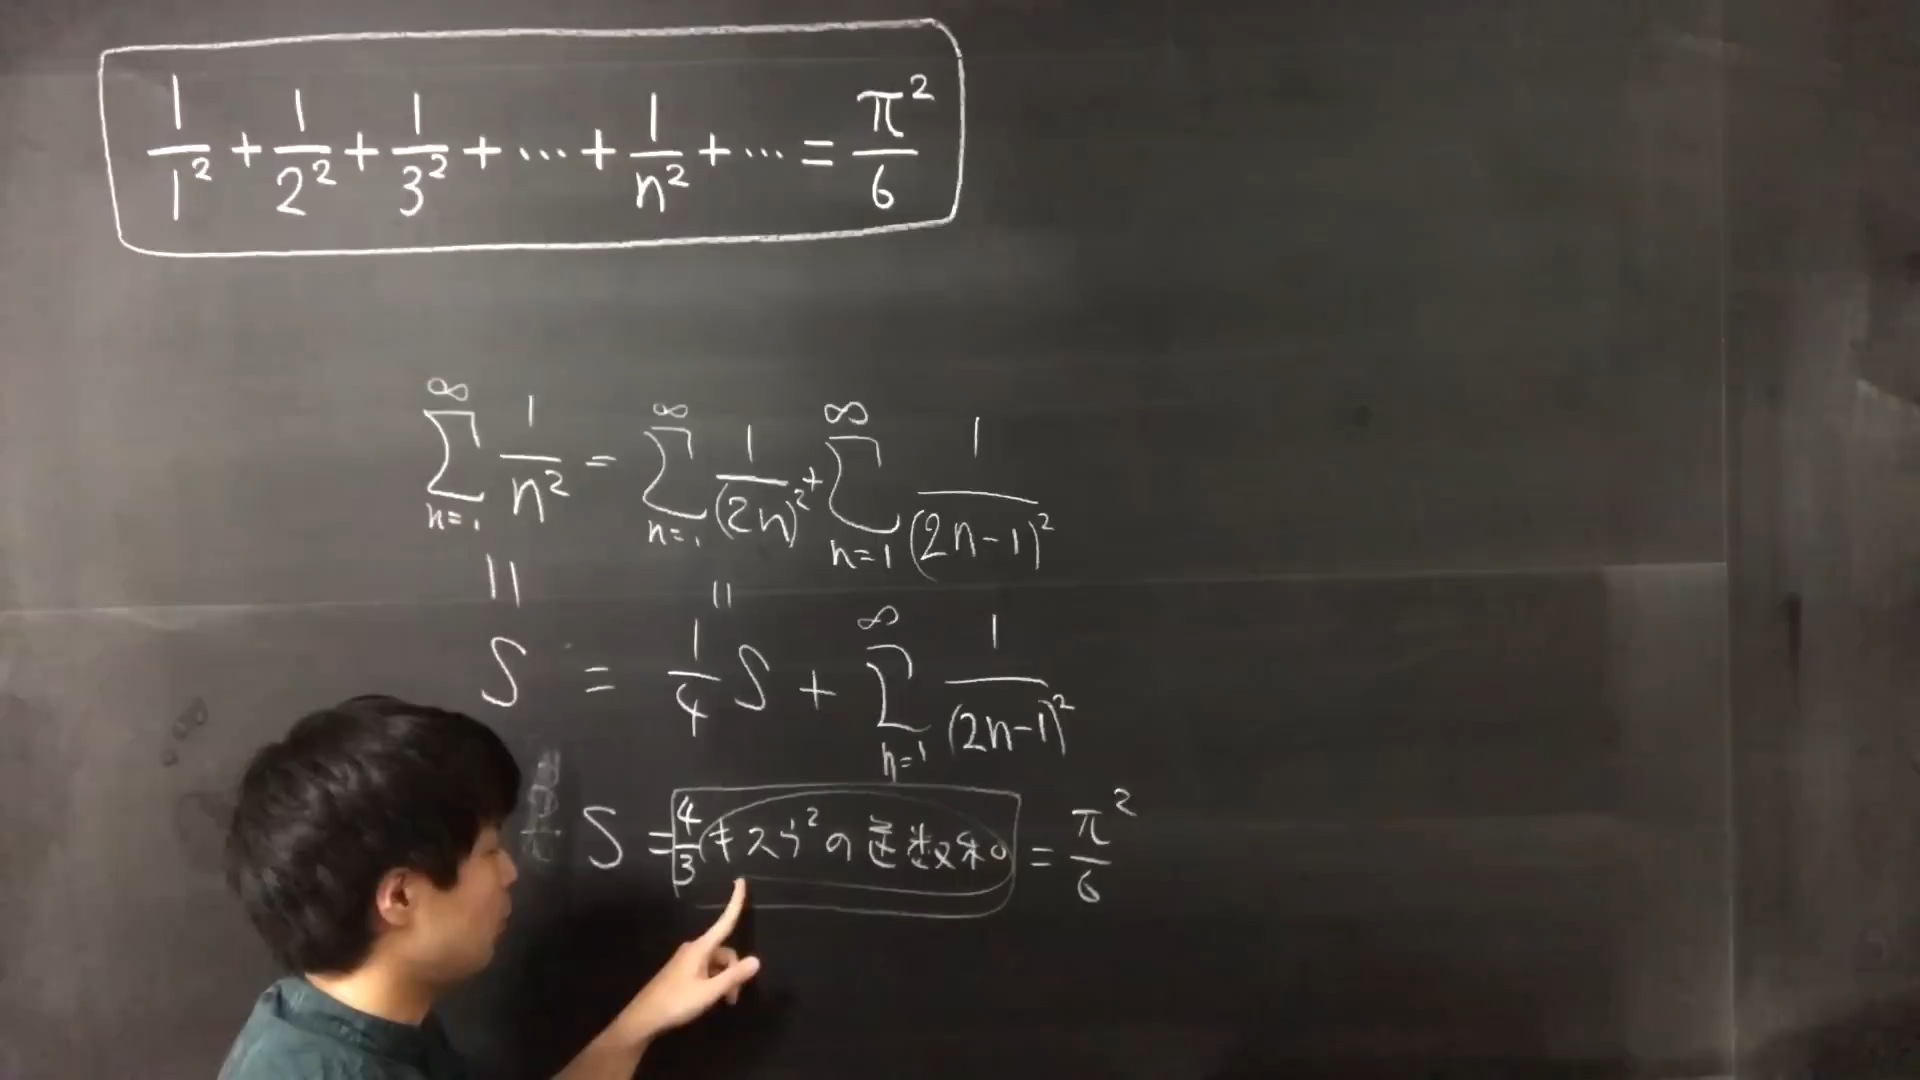 1/1² + 1/2² + 1/3² + ⋯ + 1/n² + ⋯ = π²/6
∞ ∑ n=1 1/n² = ∞ ∑ n=1 1/(2n)² + ∞ ∑ n=1 1/(2n-1)²
|| ||
S = 1/4 S + ∞ ∑ n=1 1/(2n-1)²
S = 4/3 (キスウ²の逆数和) = π²/6